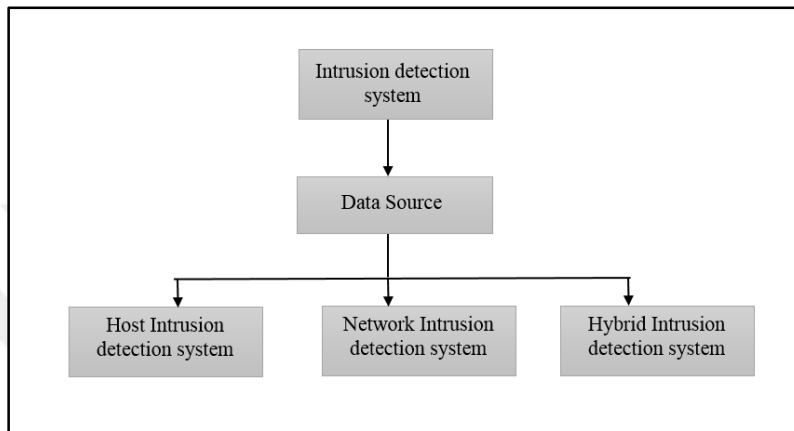 Intrusion detection
system
Data Source
Host Intrusion
detection system
Network Intrusion
detection system
Hybrid Intrusion
detection system